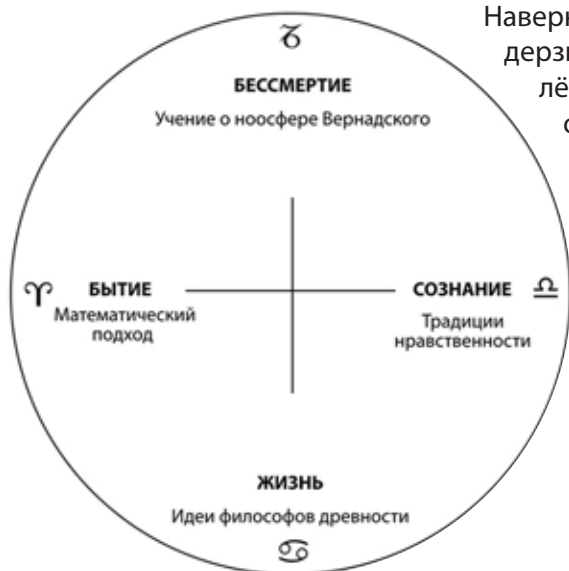 Наверн
дерзн
лё
с
♑
БЕССМЕРТИЕ
Учение о ноосфере Вернадского
♈ БЫТИЕ
Математический
подход
СОЗНАНИЕ ♎
Традиции
нравственности
ЖИЗНЬ
Идеи философов древности
♋